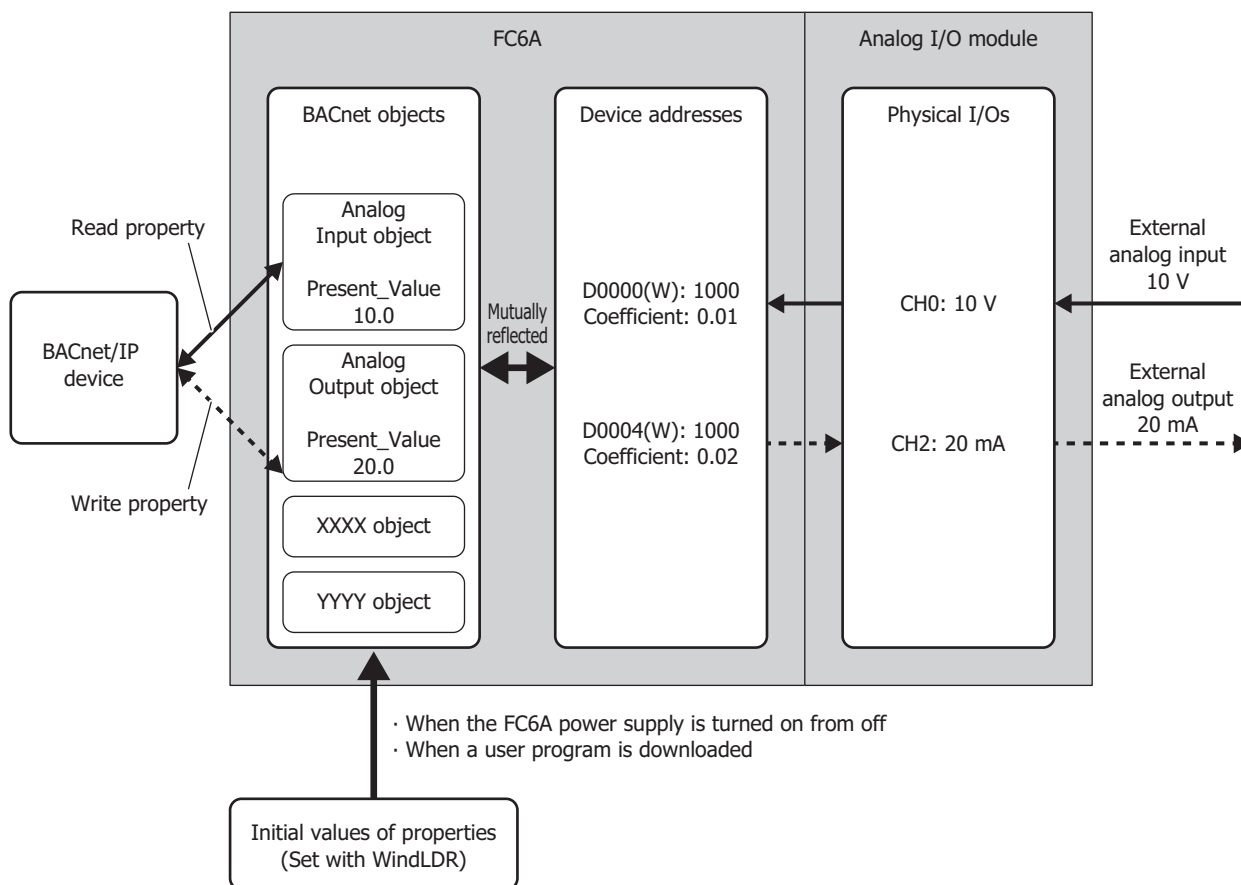 FC6A
Analog I/O module
BACnet objects
Device addresses
Physical I/Os
Analog
Input object
Present_Value
10.0
Read property
BACnet/IP
device
Write property
Analog
Output object
Present_Value
20.0
XXXX object
YYYY object
Mutually
reflected
D0000(W): 1000
Coefficient: 0.01
D0004(W): 1000
Coefficient: 0.02
CH0: 10 V
CH2: 20 mA
External
analog input
10 V
External
analog output
20 mA
· When the FC6A power supply is turned on from off
· When a user program is downloaded
Initial values of properties
(Set with WindLDR)